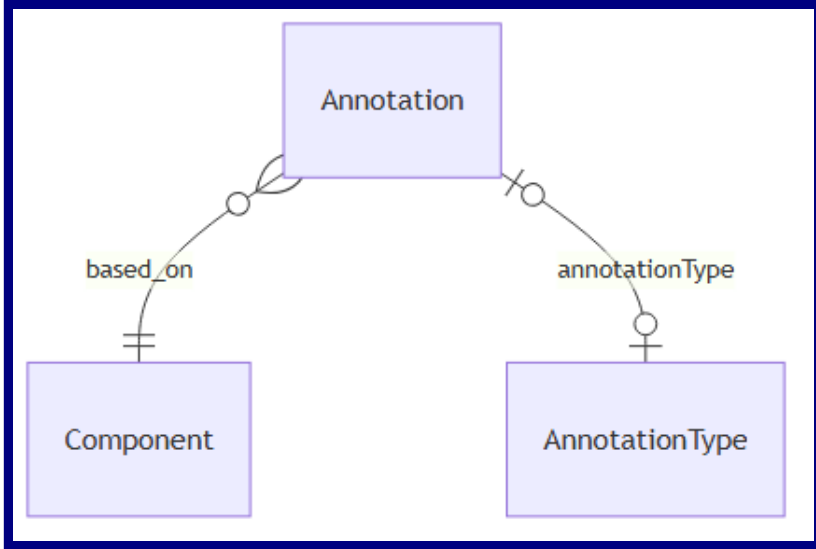 Annotation
based_on
annotationType
Component
AnnotationType